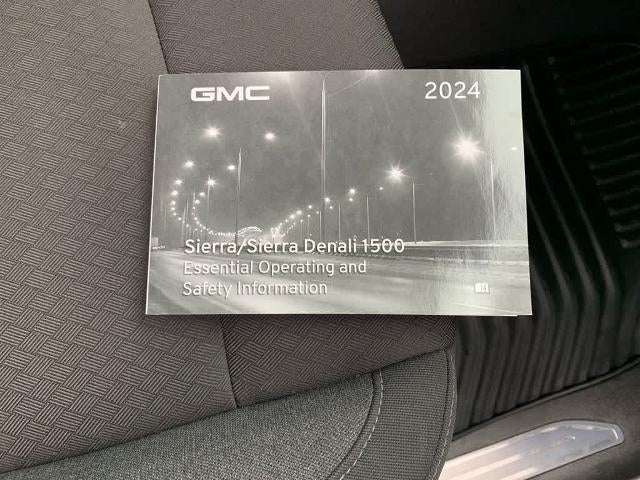 GMC 2024
Sierra/Sierra Denali 1500
Essential Operating and
Safety Information